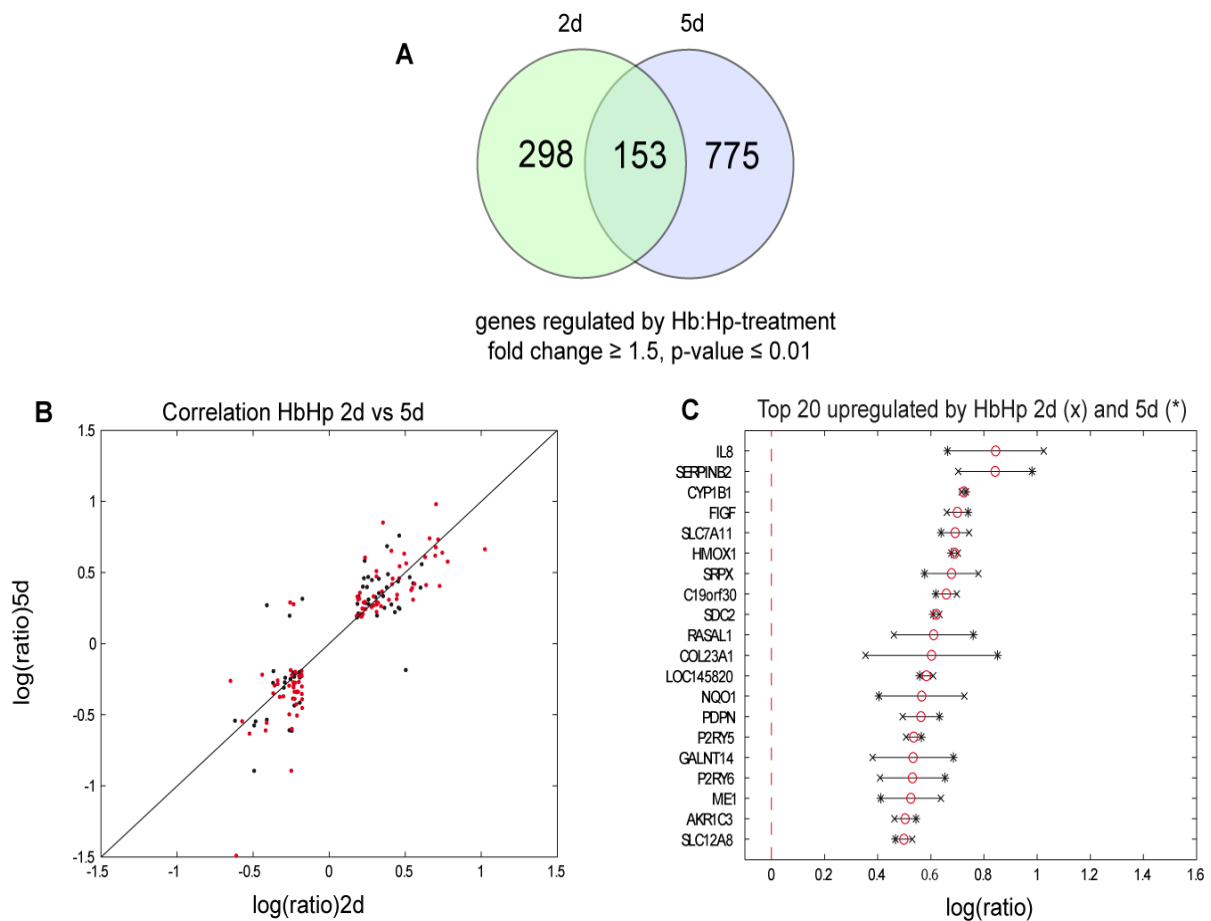 2d 5d
A
298 153 775
genes regulated by Hb:Hp-treatment
fold change ≥ 1.5, p-value ≤ 0.01
B
Correlation HbHp 2d vs 5d
1.5
1
0.5
0
-0.5
-1
-1.5
log(ratio)5d
-1.5 -1 -0.5 0 0.5 1 1.5
log(ratio)2d
C
Top 20 upregulated by HbHp 2d (x) and 5d (*)
IL8
SERPINB2
CYP1B1
FIGF
SLC7A11
HMOX1
SRPX
C19orf30
SDC2
RASAL1
COL23A1
LOC145820
NQO1
PDPN
P2RY5
GALNT14
P2RY6
ME1
AKR1C3
SLC12A8
0 0.2 0.4 0.6 0.8 1 1.2 1.4 1.6
log(ratio)